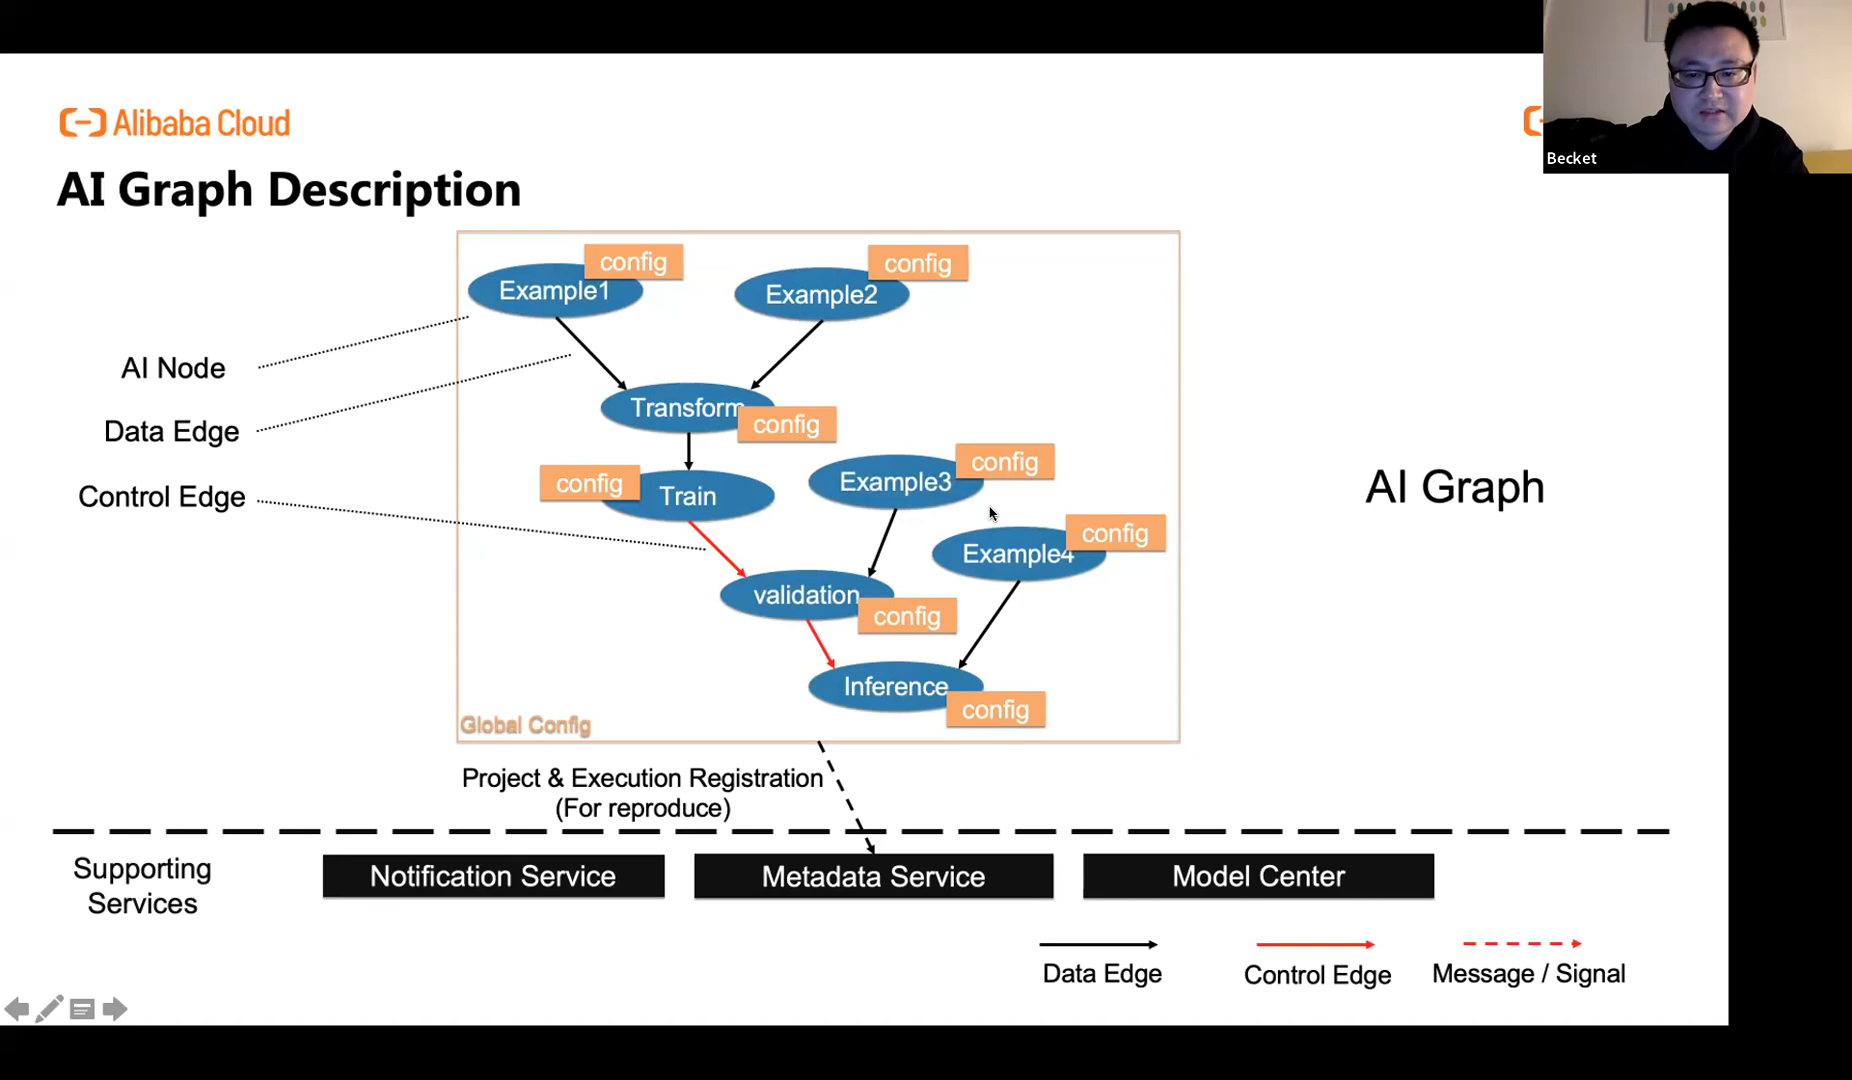 Becket
Alibaba Cloud
AI Graph Description
config
config
Example1
Example2
AI Node
Transform
config
Data Edge
config
Example3
config
Train
AI Graph
Control Edge
config
Example4
validation
config
Inference
config
Global Config
Project & Execution Registration
(For reproduce)
Supporting
Services
Notification Service
Metadata Service
Model Center
Data Edge
Control Edge
Message / Signal